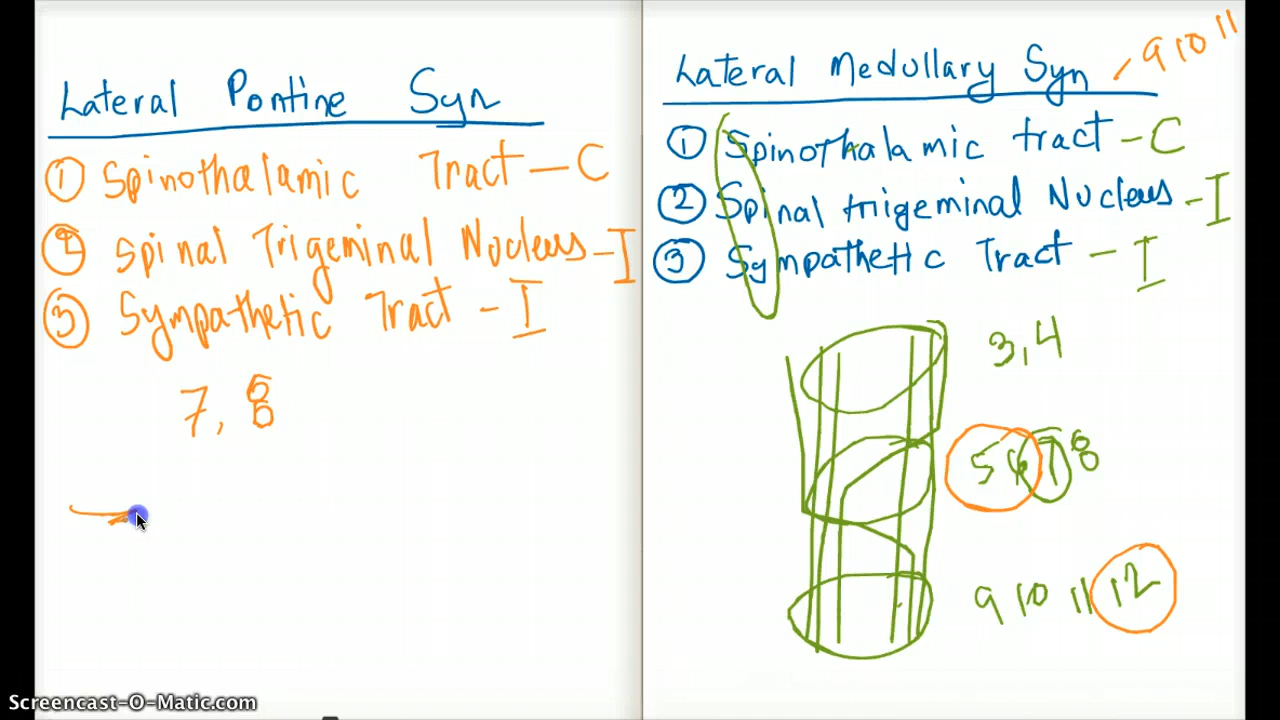 Lateral Pontine Syn
① Spinothalamic Tract – C
② Spinal Trigeminal Nucleus – I
③ Sympathetic Tract – I
7, 8
Lateral Medullary Syn – 9 10 11
① Spinothalamic tract – C
② Spinal trigeminal Nucleus – I
③ Sympathetic Tract – I
3, 4
5 6 7 8
9 10 11 12
Screencast-O-Matic.com